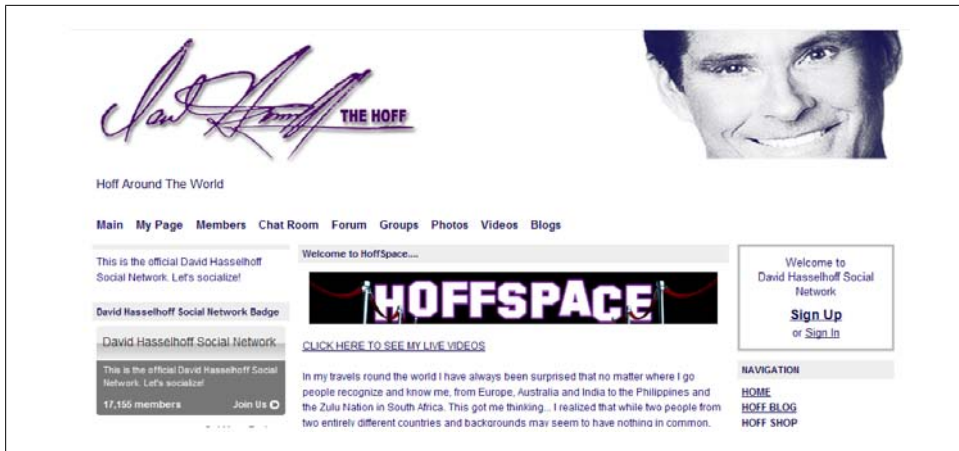 THE HOFF
Hoff Around The World
Main My Page Members Chat Room Forum Groups Photos Videos Blogs
This is the official David Hasselhoff
Social Network. Let's socialize!
David Hasselhoff Social Network Badge
David Hasselhoff Social Network
This is the official David Hasselhoff Social
Network. Let's socialize!
17,155 members Join Us
Welcome to HoffSpace....
HOFFSPACE
CLICK HERE TO SEE MY LIVE VIDEOS
In my travels round the world I have always been surprised that no matter where I go
people recognize and know me, from Europe, Australia and India to the Philippines and
the Zulu Nation in South Africa. This got me thinking... I realized that while two people from
two entirely different countries and backgrounds may seem to have nothing in common,
Welcome to
David Hasselhoff Social
Network
Sign Up
or Sign In
NAVIGATION
HOME
HOFF BLOG
HOFF SHOP